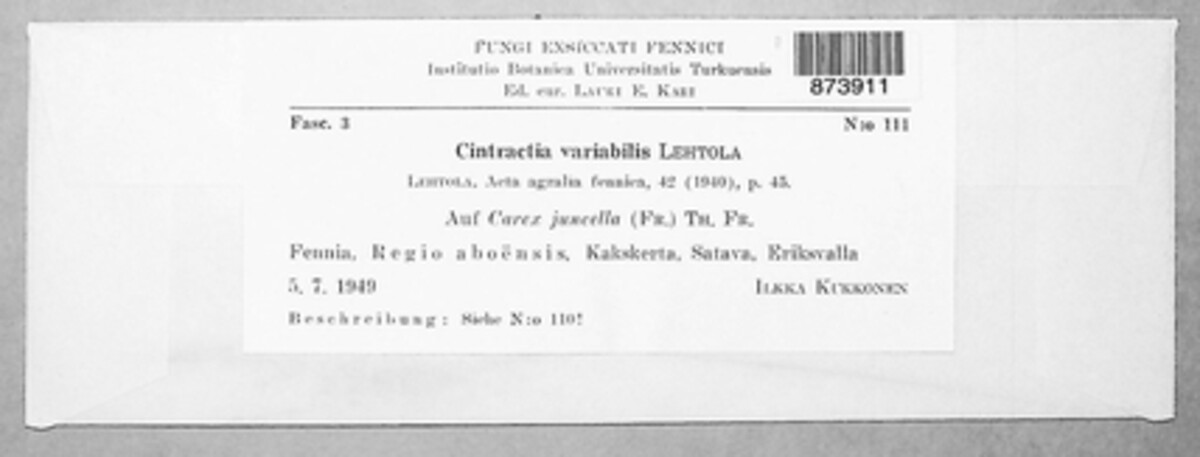 FUNGI EXSICCATI FENNICI
Institutio Botanica Universitatis Turkuensis
Ed. cur. LAURI E. KARI
873911
Fasc. 3
N:o 111
Cintractia variabilis LEHTOLA
LEHTOLA, Acta agralia fennica, 42 (1940), p. 45.
Auf Carex juncella (FR.) TH. FR.
Fennia, Regio aboënsis, Kakskerta, Satava, Eriksvalla
5. 7. 1949
ILKKA KUKKONEN
Beschreibung: Siehe N:o 110!